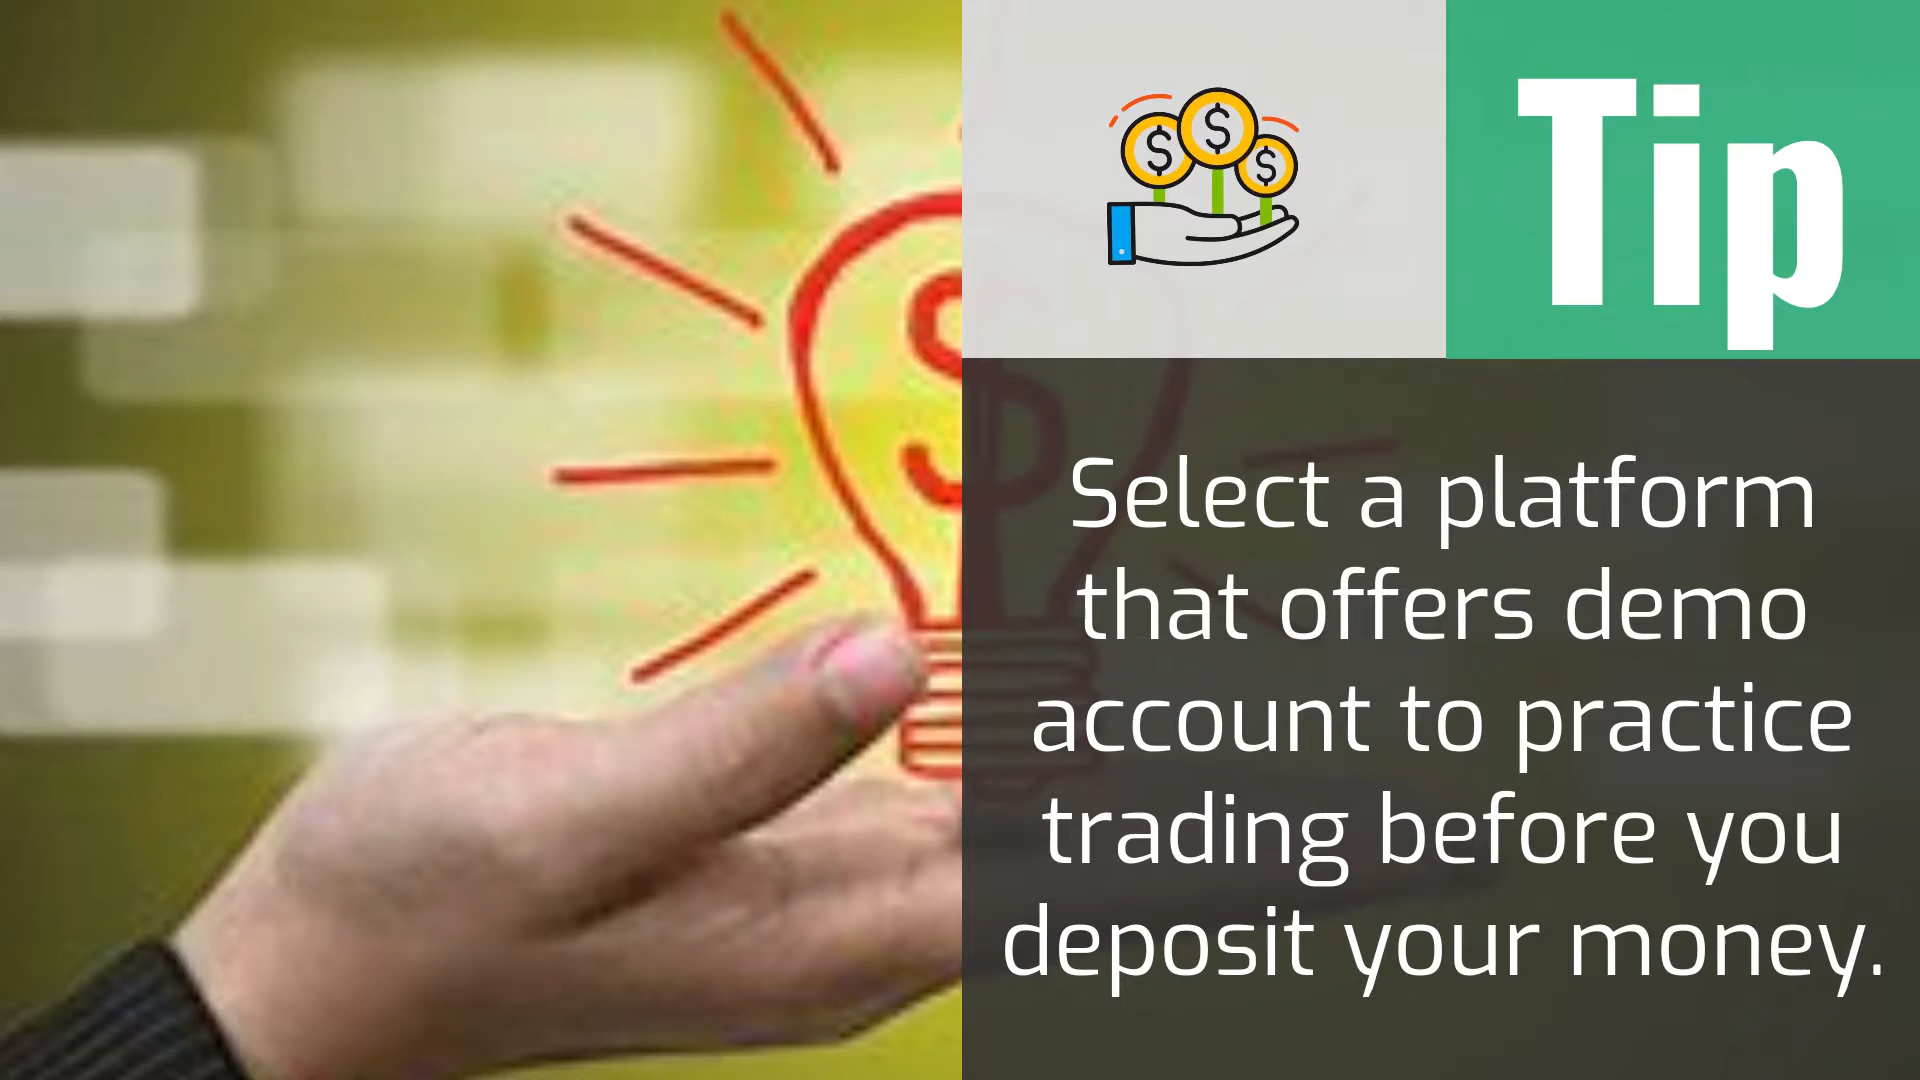 Tip
Select a platform
that offers demo
account to practice
trading before you
deposit your money.